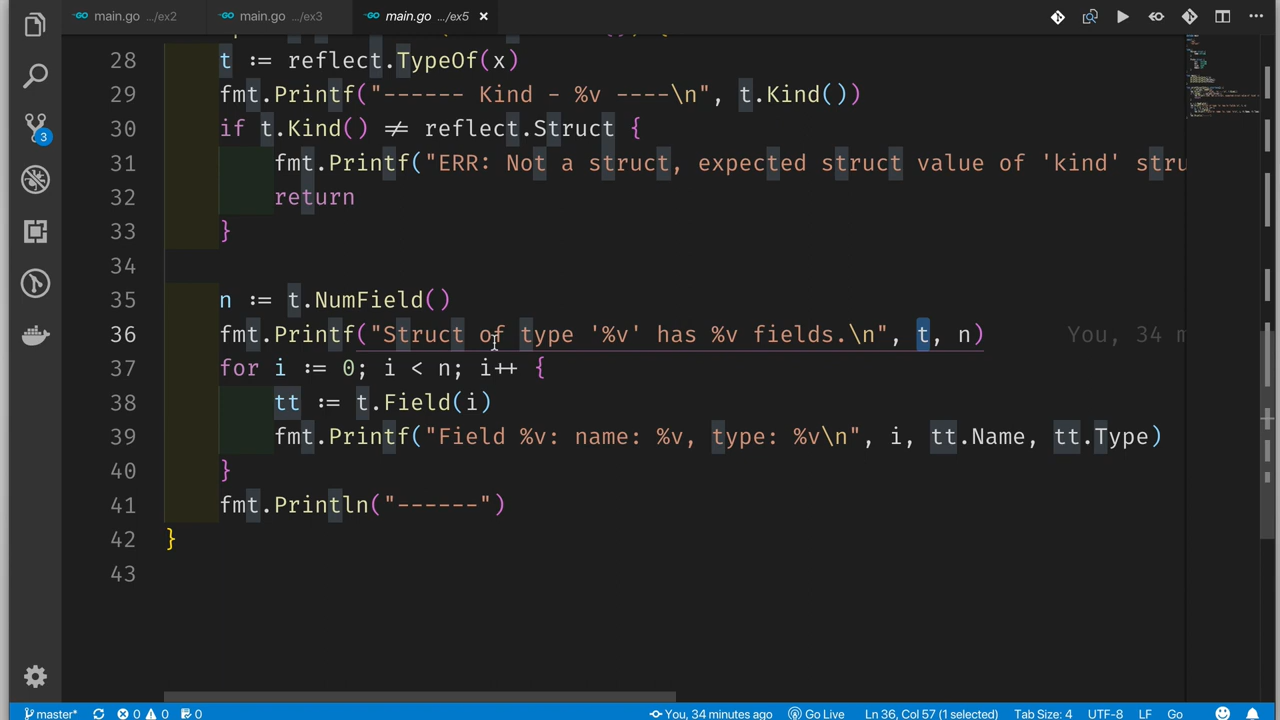 main.go .../ex2 main.go .../ex3 main.go .../ex5
28 t := reflect.TypeOf(x)
29 fmt.Printf("------ Kind - %v ----\n", t.Kind())
30 if t.Kind() != reflect.Struct {
31 fmt.Printf("ERR: Not a struct, expected struct value of 'kind' stru
32 return
33 }
34
35 n := t.NumField()
36 fmt.Printf("Struct of type '%v' has %v fields.\n", t, n) You, 34 m
37 for i := 0; i < n; i++ {
38 tt := t.Field(i)
39 fmt.Printf("Field %v: name: %v, type: %v\n", i, tt.Name, tt.Type)
40 }
41 fmt.Println("------")
42 }
43
3
master* 0 0 0 You, 34 minutes ago Go Live Ln 36, Col 57 (1 selected) Tab Size: 4 UTF-8 LF Go